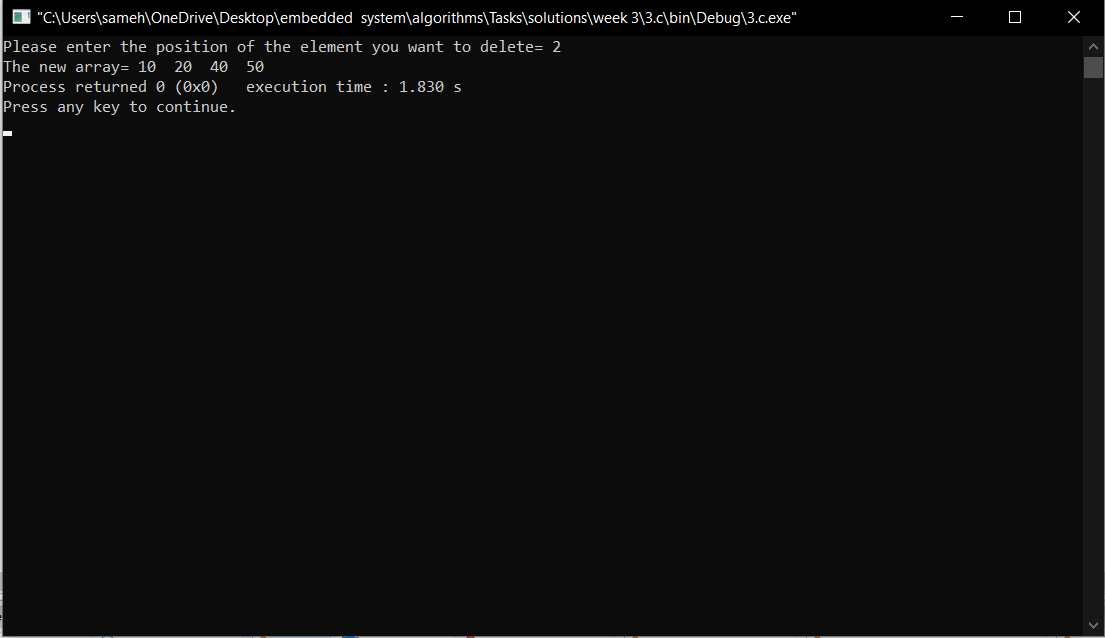 "C:\Users\sameh\OneDrive\Desktop\embedded  system\algorithms\Tasks\solutions\week 3\3.c\bin\Debug\3.c.exe"
Please enter the position of the element you want to delete= 2
The new array= 10  20  40  50
Process returned 0 (0x0)   execution time : 1.830 s
Press any key to continue.